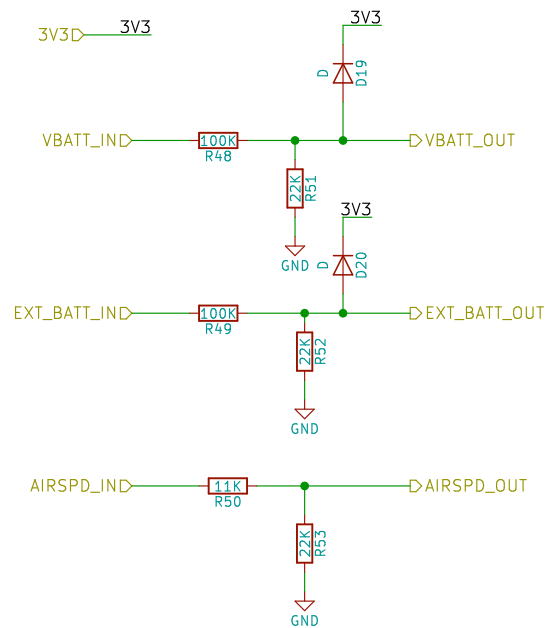 3V3
3V3 3V3
D D19
VBATT_IN 100K VBATT_OUT
R48
22K R51
3V3
GND D D20
EXT_BATT_IN 100K EXT_BATT_OUT
R49
22K R52
GND
AIRSPD_IN 11K AIRSPD_OUT
R50
22K R53
GND